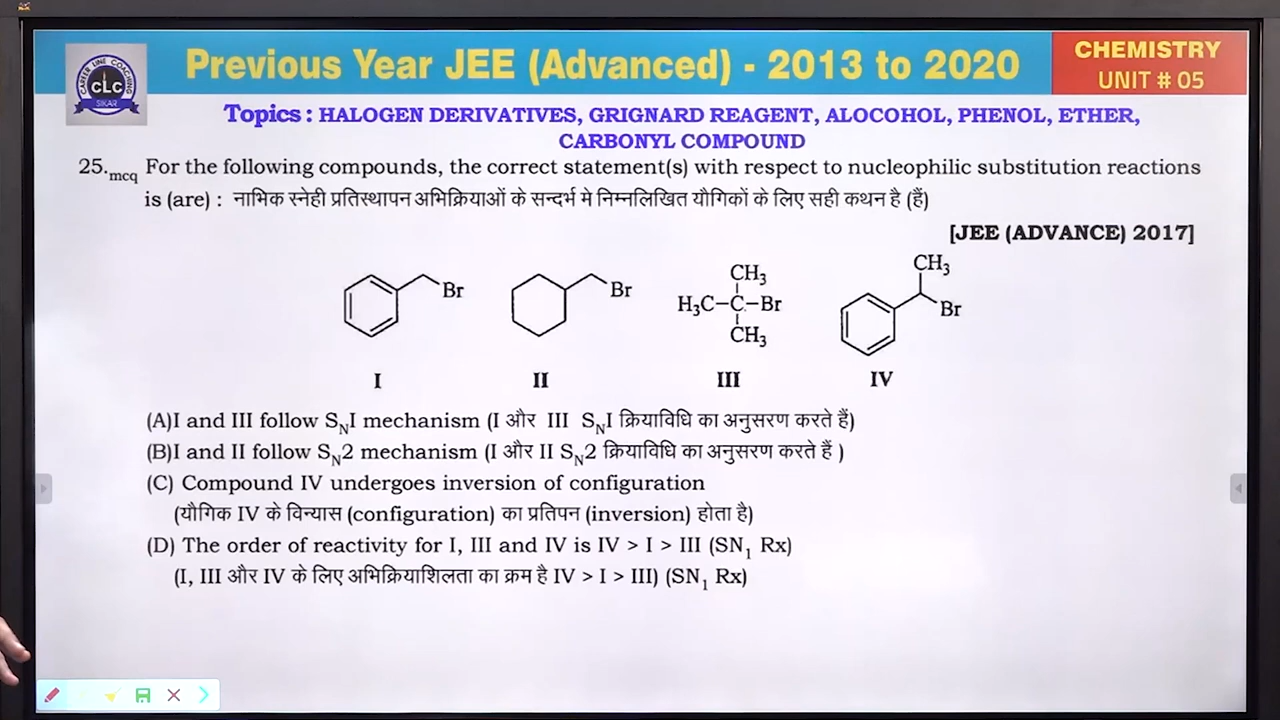 CAREER LINE COACHING
CLC
SIKAR
Previous Year JEE (Advanced) - 2013 to 2020
CHEMISTRY
UNIT # 05
Topics : HALOGEN DERIVATIVES, GRIGNARD REAGENT, ALOCOHOL, PHENOL, ETHER,
CARBONYL COMPOUND
25.mcq For the following compounds, the correct statement(s) with respect to nucleophilic substitution reactions
is (are) : नाभिक स्नेही प्रतिस्थापन अभिक्रियाओं के सन्दर्भ मे निम्नलिखित यौगिकों के लिए सही कथन है (हैं)
[JEE (ADVANCE) 2017]
Br
Br
CH₃
H₃C–C–Br
CH₃
CH₃
Br
I
II
III
IV
(A)I and III follow SNI mechanism (I और III SNI क्रियाविधि का अनुसरण करते हैं)
(B)I and II follow SN2 mechanism (I और II SN2 क्रियाविधि का अनुसरण करते हैं )
(C) Compound IV undergoes inversion of configuration
(यौगिक IV के विन्यास (configuration) का प्रतिपन (inversion) होता है)
(D) The order of reactivity for I, III and IV is IV > I > III (SN₁ Rx)
(I, III और IV के लिए अभिक्रियाशिलता का क्रम है IV > I > III) (SN₁ Rx)